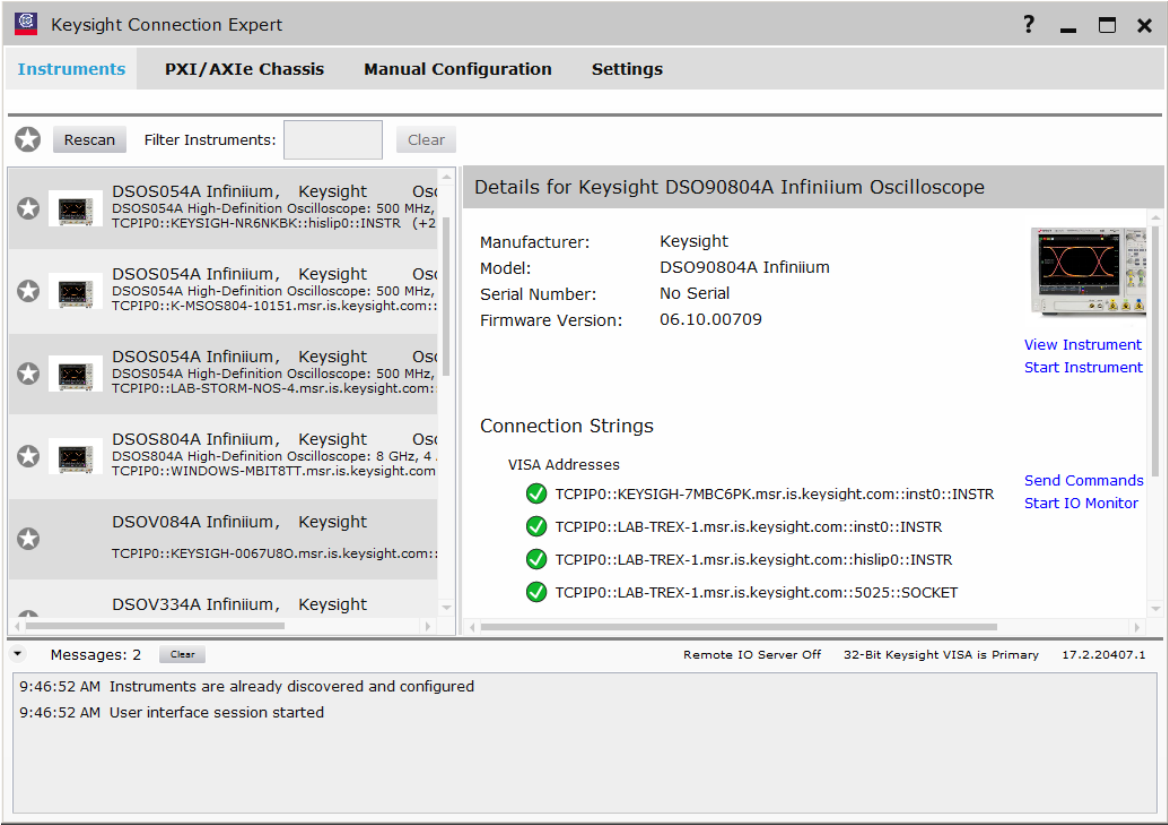 Keysight Connection Expert
?
Instruments PXI/AXIe Chassis Manual Configuration Settings
Rescan Filter Instruments: Clear
DSOS054A Infiniium, Keysight Osc
DSOS054A High-Definition Oscilloscope: 500 MHz,
TCPIP0::KEYSIGH-NR6NKBK::hislip0::INSTR (+2
DSOS054A Infiniium, Keysight Osc
DSOS054A High-Definition Oscilloscope: 500 MHz,
TCPIP0::K-MSOS804-10151.msr.is.keysight.com::
DSOS054A Infiniium, Keysight Osc
DSOS054A High-Definition Oscilloscope: 500 MHz,
TCPIP0::LAB-STORM-NOS-4.msr.is.keysight.com:
DSOS804A Infiniium, Keysight Osc
DSOS804A High-Definition Oscilloscope: 8 GHz, 4
TCPIP0::WINDOWS-MBIT8TT.msr.is.keysight.com
DSOV084A Infiniium, Keysight
TCPIP0::KEYSIGH-0067U8O.msr.is.keysight.com::
DSOV334A Infiniium, Keysight
Details for Keysight DSO90804A Infiniium Oscilloscope
Manufacturer: Keysight
Model: DSO90804A Infiniium
Serial Number: No Serial
Firmware Version: 06.10.00709
View Instrument
Start Instrument
Connection Strings
VISA Addresses
Send Commands
Start IO Monitor
TCPIP0::KEYSIGH-7MBC6PK.msr.is.keysight.com::inst0::INSTR
TCPIP0::LAB-TREX-1.msr.is.keysight.com::inst0::INSTR
TCPIP0::LAB-TREX-1.msr.is.keysight.com::hislip0::INSTR
TCPIP0::LAB-TREX-1.msr.is.keysight.com::5025::SOCKET
Messages: 2 Clear Remote IO Server Off 32-Bit Keysight VISA is Primary 17.2.20407.1
9:46:52 AM Instruments are already discovered and configured
9:46:52 AM User interface session started